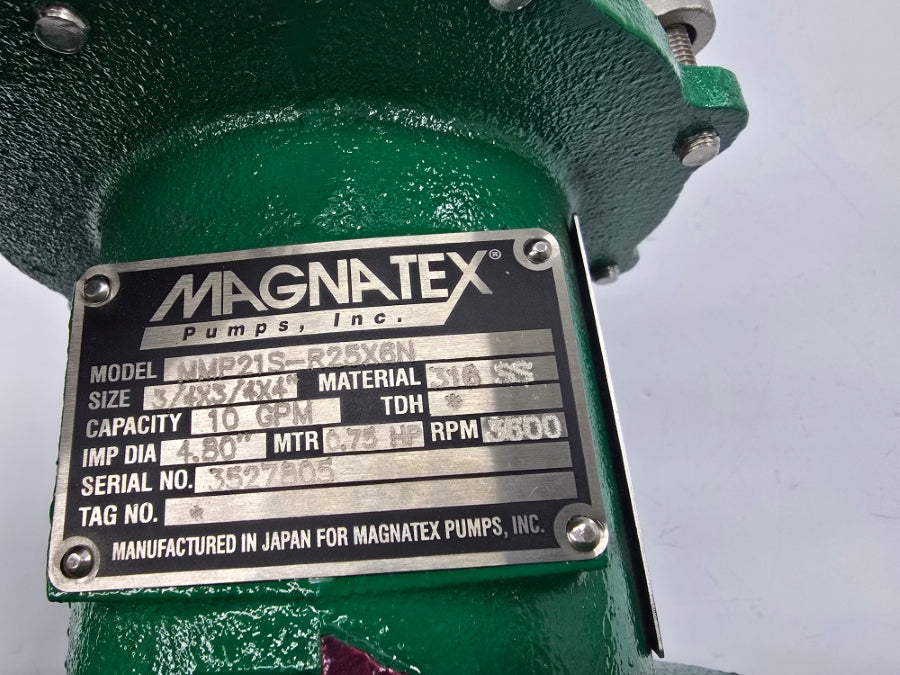 MAGNATEX®
Pumps, Inc.
MODEL MMP21S-R25X6N
SIZE 3/4X3/4X4" MATERIAL 316 SS
CAPACITY 10 GPM TDH *
IMP DIA 4.80" MTR 0.75 HP RPM 3600
SERIAL NO. 3527805
TAG NO. *
MANUFACTURED IN JAPAN FOR MAGNATEX PUMPS, INC.